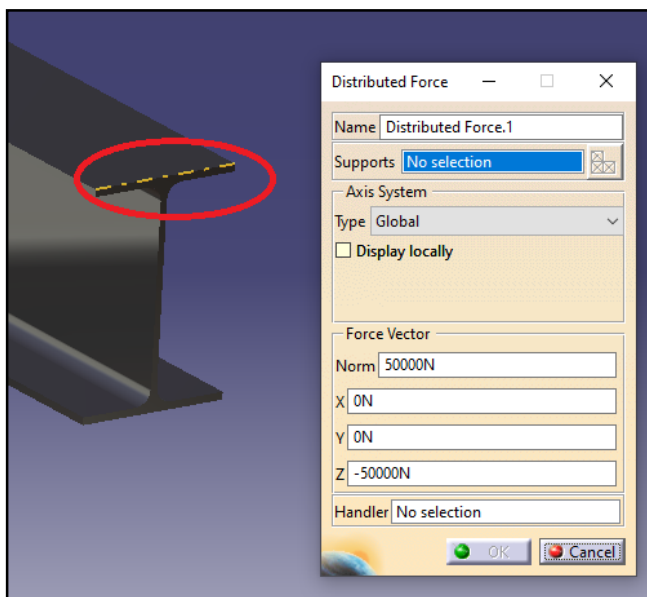 Distributed Force
Name Distributed Force.1
Supports No selection
Axis System
Type Global
Display locally
Force Vector
Norm 50000N
X 0N
Y 0N
Z -50000N
Handler No selection
OK Cancel